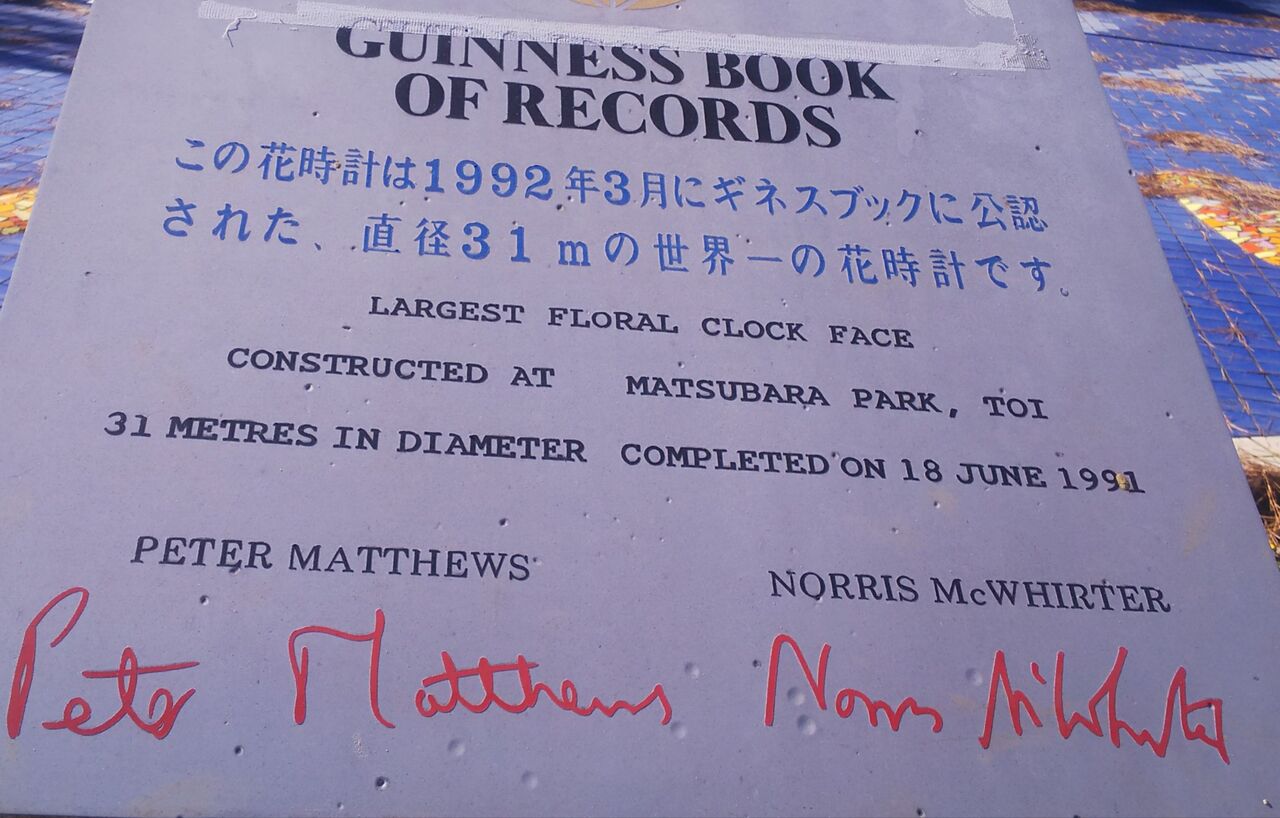 GUINNESS BOOK
OF RECORDS
この花時計は1992年3月にギネスブックに公認
された、直径31mの世界一の花時計です。
LARGEST FLORAL CLOCK FACE
CONSTRUCTED AT MATSUBARA PARK, TOI
31 METRES IN DIAMETER COMPLETED ON 18 JUNE 1991
PETER MATTHEWS
NORRIS McWHIRTER
Peter Matthews
Norris McWhirter